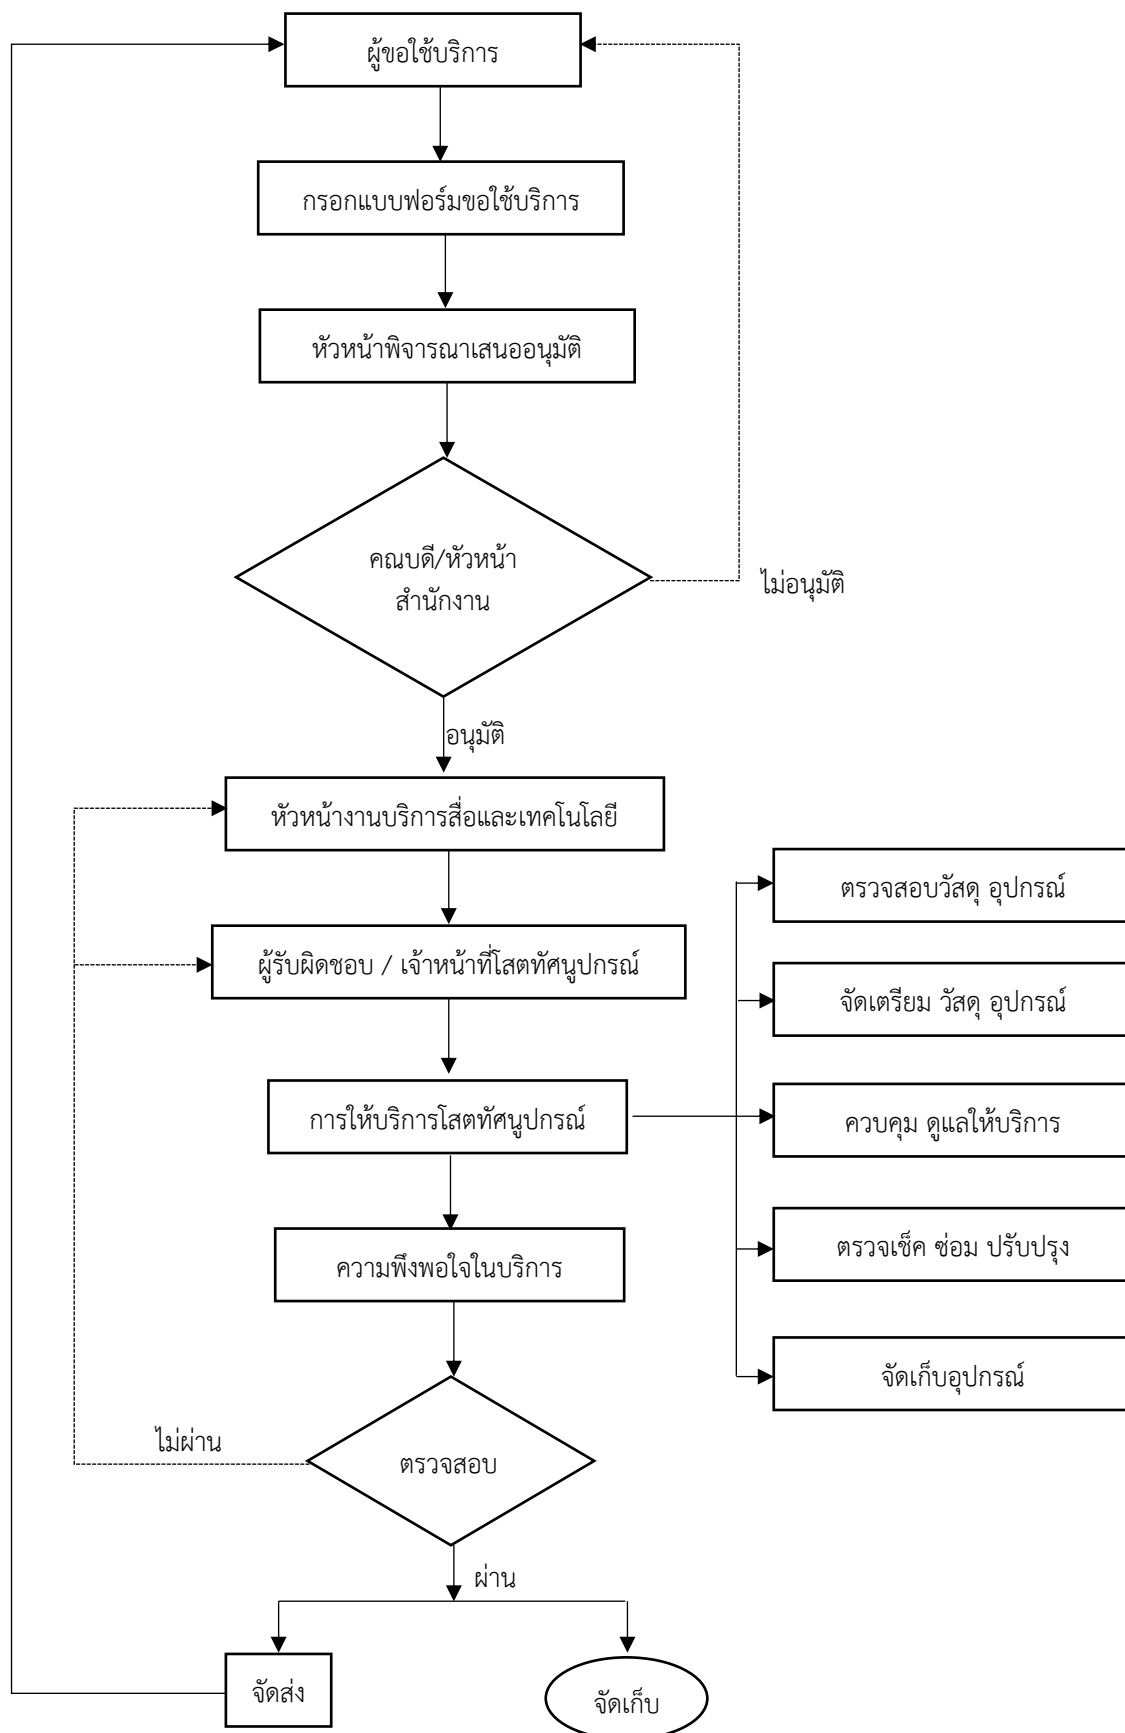 ผู้ขอใช้บริการ
กรอกแบบฟอร์มขอใช้บริการ
หัวหน้าพิจารณาเสนออนุมัติ
คณบดี/หัวหน้า
สำนักงาน
ไม่อนุมัติ
อนุมัติ
หัวหน้างานบริการสื่อและเทคโนโลยี
ผู้รับผิดชอบ / เจ้าหน้าที่โสตทัศนูปกรณ์
การให้บริการโสตทัศนูปกรณ์
ตรวจสอบวัสดุ อุปกรณ์
จัดเตรียม วัสดุ อุปกรณ์
ควบคุม ดูแลให้บริการ
ตรวจเช็ค ซ่อม ปรับปรุง
จัดเก็บอุปกรณ์
ความพึงพอใจในบริการ
ไม่ผ่าน
ตรวจสอบ
ผ่าน
จัดส่ง
จัดเก็บ